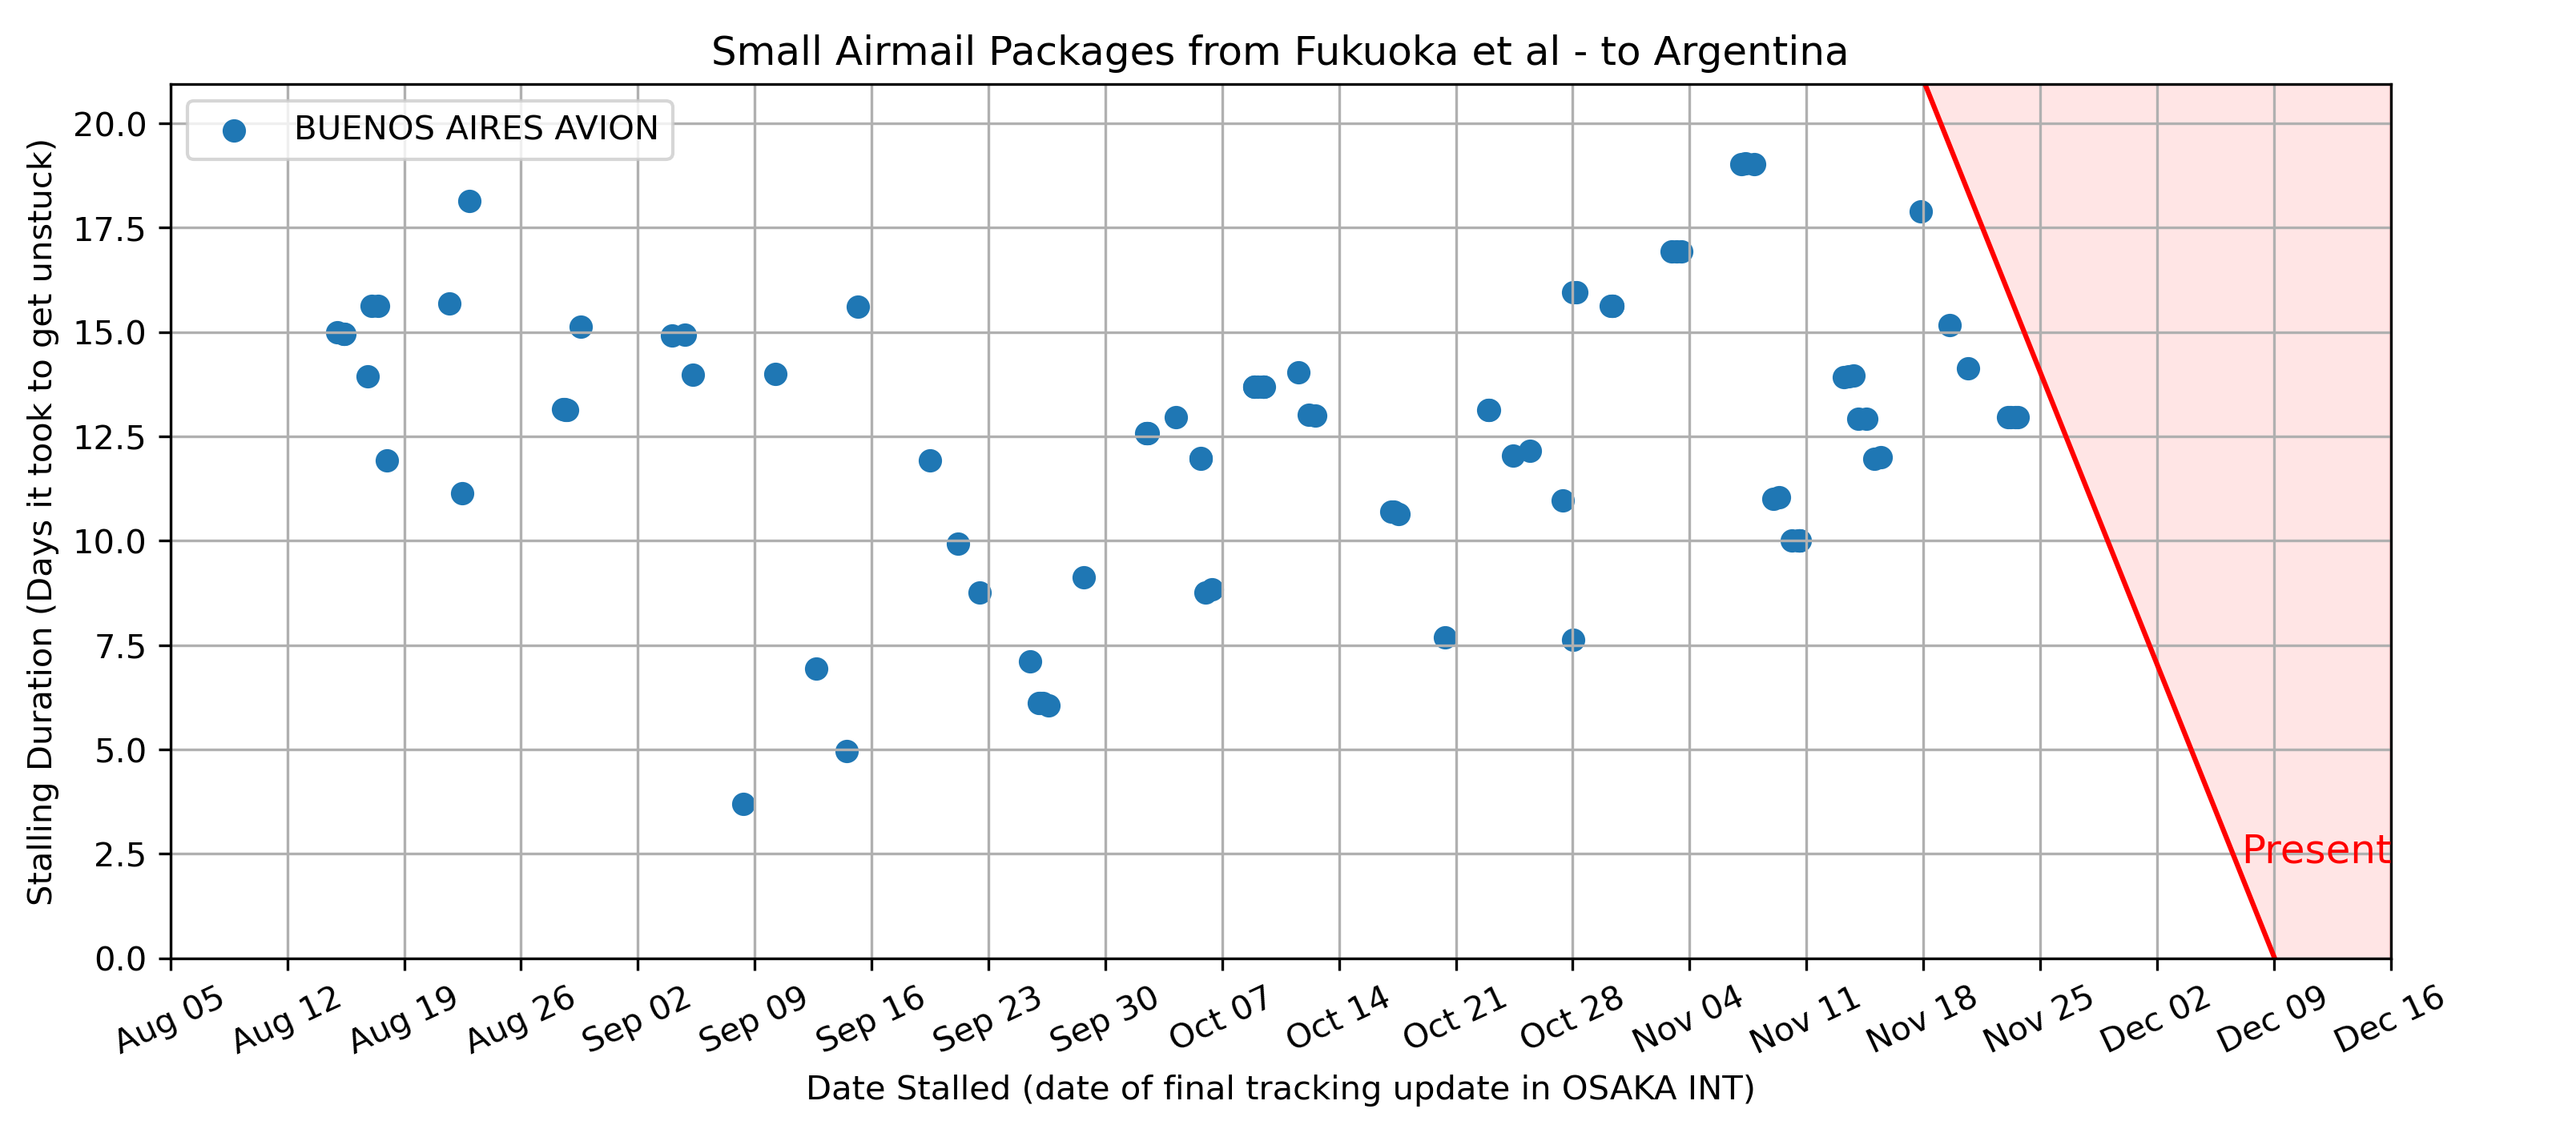 Small Airmail Packages from Fukuoka et al - to Argentina
BUENOS AIRES AVION
Stalling Duration (Days it took to get unstuck)
20.0
17.5
15.0
12.5
10.0
7.5
5.0
2.5
0.0
Present
Aug 05
Aug 12
Aug 19
Aug 26
Sep 02
Sep 09
Sep 16
Sep 23
Sep 30
Oct 07
Oct 14
Oct 21
Oct 28
Nov 04
Nov 11
Nov 18
Nov 25
Dec 02
Dec 09
Dec 16
Date Stalled (date of final tracking update in OSAKA INT)